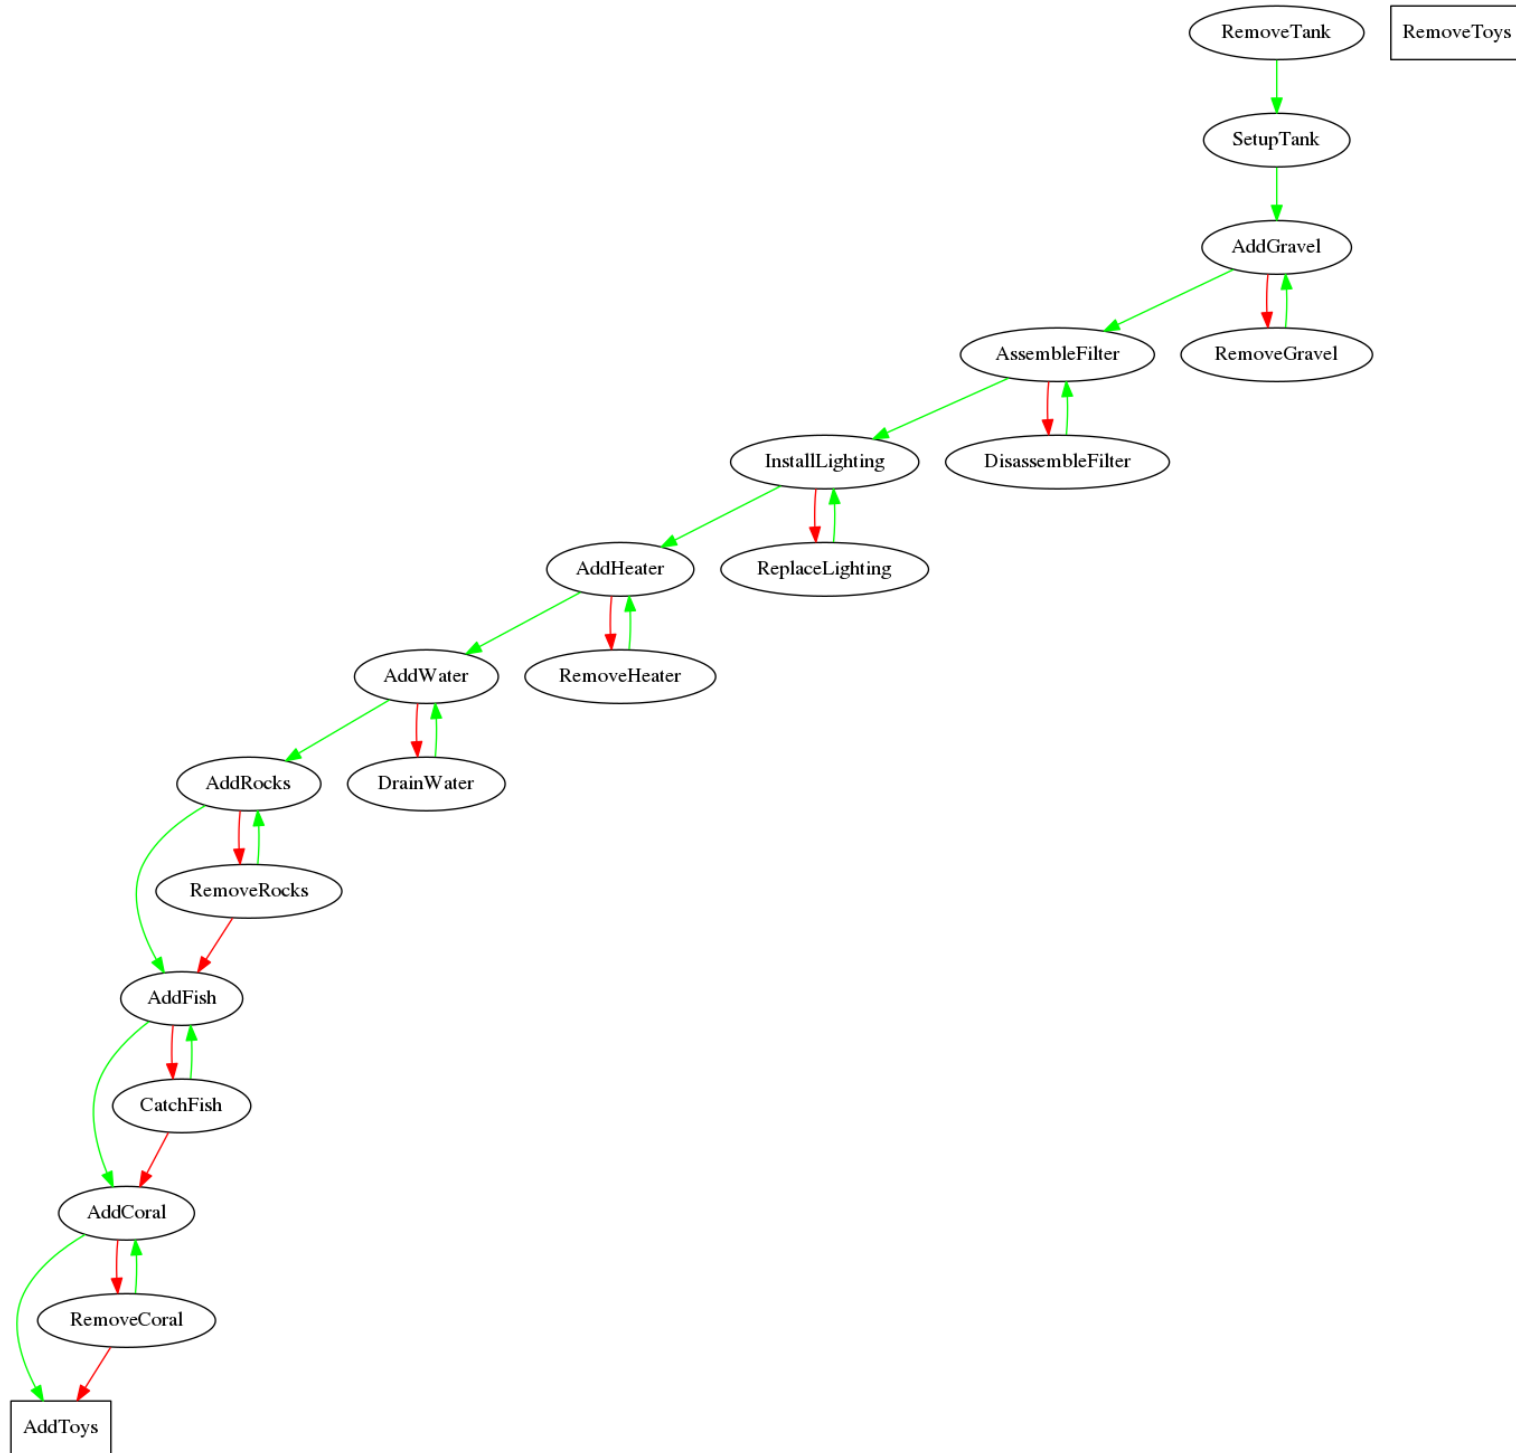 RemoveTank
RemoveToys
SetupTank
AddGravel
AssembleFilter
RemoveGravel
InstallLighting
DisassembleFilter
AddHeater
ReplaceLighting
AddWater
RemoveHeater
AddRocks
DrainWater
RemoveRocks
AddFish
CatchFish
AddCoral
RemoveCoral
AddToys